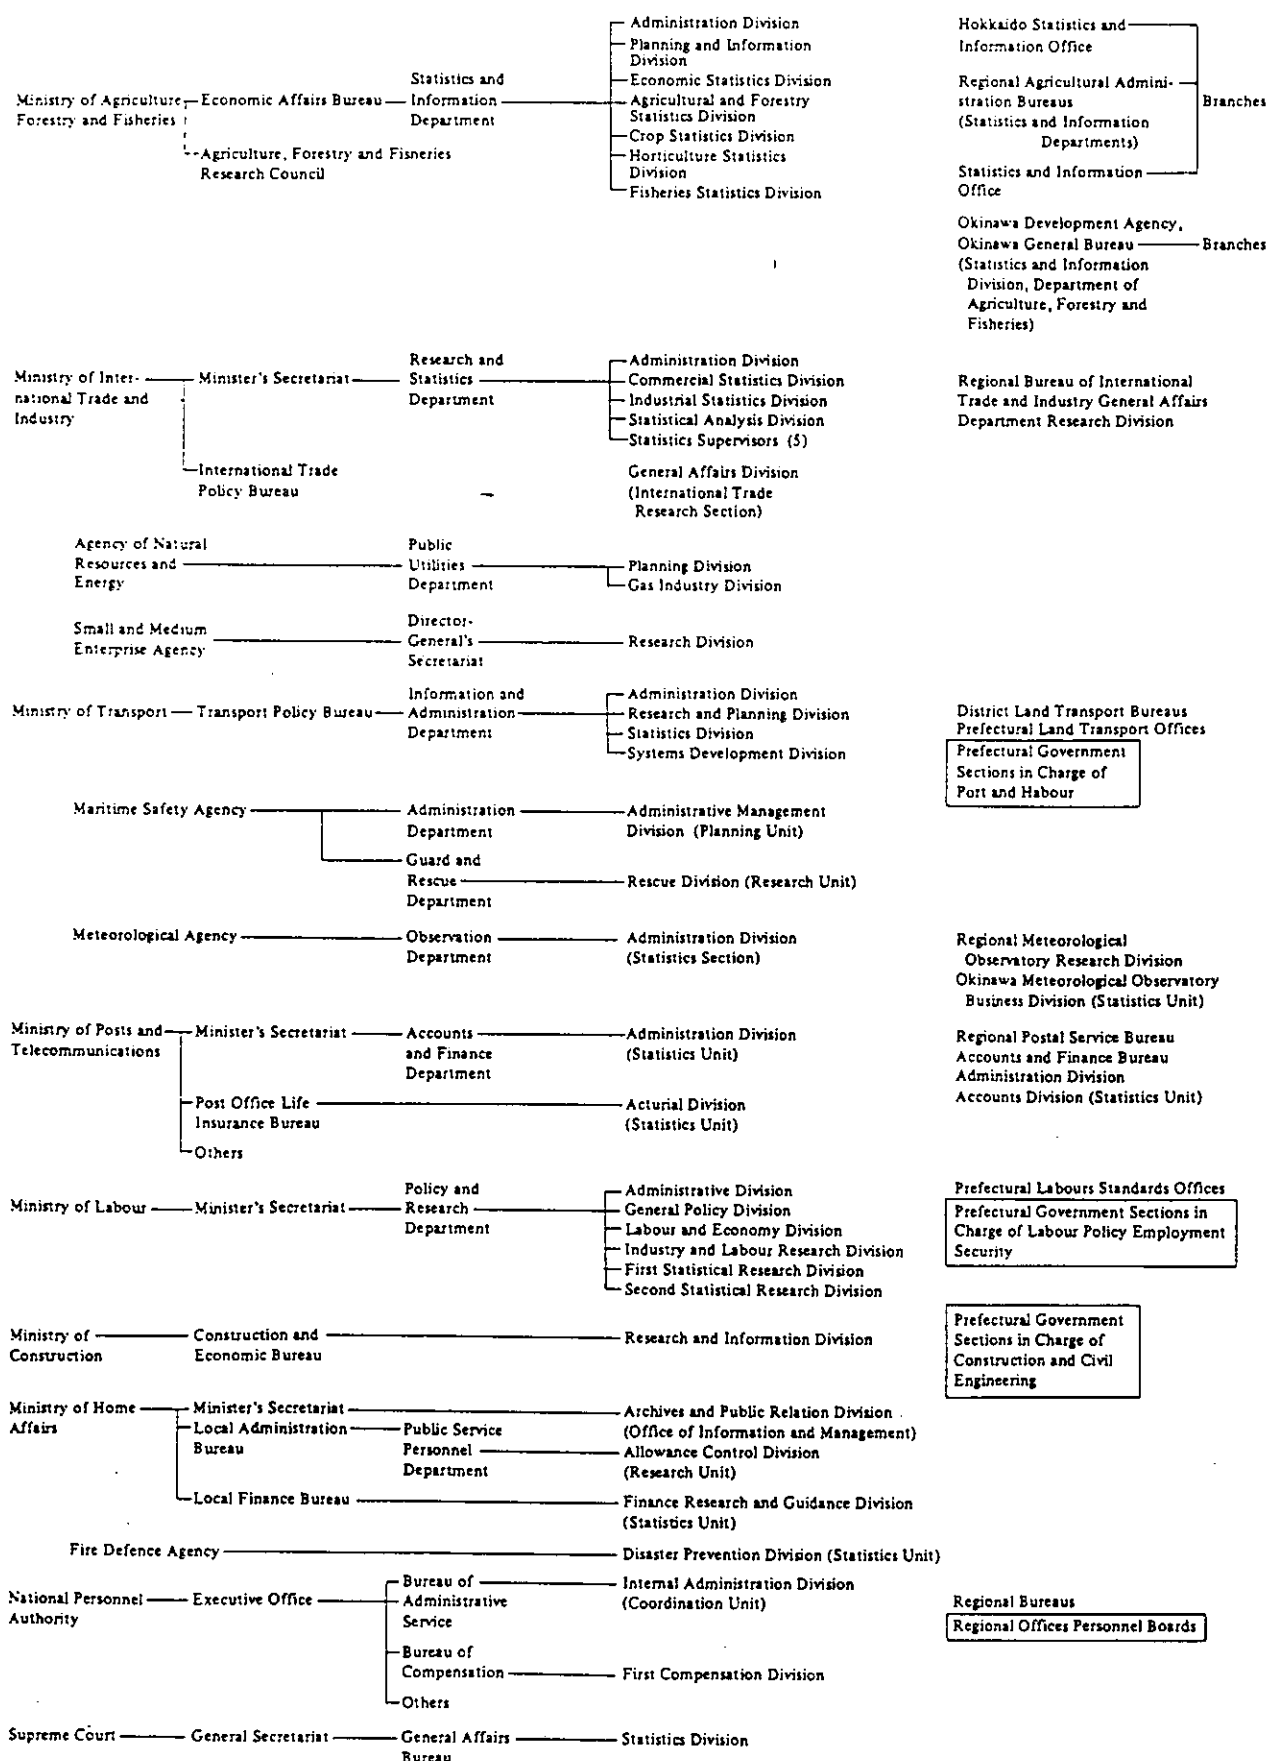 Administration Division
Planning and Information
Division
Economic Statistics Division
Agricultural and Forestry
Statistics Division
Crop Statistics Division
Horticulture Statistics
Division
Fisheries Statistics Division
Statistics and
Information
Department
Ministry of Agriculture
Forestry and Fisheries
Economic Affairs Bureau
Agriculture, Forestry and Fisneries
Research Council
Hokkaido Statistics and
Information Office
Regional Agricultural Admini-
stration Bureaus
(Statistics and Information
Departments)
Statistics and Information
Office
Branches
Okinawa Development Agency,
Okinawa General Bureau
(Statistics and Information
Division, Department of
Agriculture, Forestry and
Fisheries)
Branches
Ministry of Inter-
national Trade and
Industry
Minister's Secretariat
Research and
Statistics
Department
Administration Division
Commercial Statistics Division
Industrial Statistics Division
Statistical Analysis Division
Statistics Supervisors (5)
Regional Bureau of International
Trade and Industry General Affairs
Department Research Division
International Trade
Policy Bureau
General Affairs Division
(International Trade
Research Section)
Agency of Natural
Resources and
Energy
Public
Utilities
Department
Planning Division
Gas Industry Division
Small and Medium
Enterprise Agency
Director-
General's
Secretariat
Research Division
Ministry of Transport
Transport Policy Bureau
Information and
Administration
Department
Administration Division
Research and Planning Division
Statistics Division
Systems Development Division
District Land Transport Bureaus
Prefectural Land Transport Offices
Prefectural Government
Sections in Charge of
Port and Habour
Maritime Safety Agency
Administration
Department
Administrative Management
Division (Planning Unit)
Guard and
Rescue
Department
Rescue Division (Research Unit)
Meteorological Agency
Observation
Department
Administration Division
(Statistics Section)
Regional Meteorological
Observatory Research Division
Okinawa Meteorological Observatory
Business Division (Statistics Unit)
Ministry of Posts and
Telecommunications
Minister's Secretariat
Accounts
and Finance
Department
Administration Division
(Statistics Unit)
Regional Postal Service Bureau
Accounts and Finance Bureau
Administration Division
Accounts Division (Statistics Unit)
Post Office Life
Insurance Bureau
Acturial Division
(Statistics Unit)
Others
Ministry of Labour
Minister's Secretariat
Policy and
Research
Department
Administrative Division
General Policy Division
Labour and Economy Division
Industry and Labour Research Division
First Statistical Research Division
Second Statistical Research Division
Prefectural Labours Standards Offices
Prefectural Government Sections in
Charge of Labour Policy Employment
Security
Ministry of
Construction
Construction and
Economic Bureau
Research and Information Division
Prefectural Government
Sections in Charge of
Construction and Civil
Engineering
Ministry of Home
Affairs
Minister's Secretariat
Archives and Public Relation Division
(Office of Information and Management)
Local Administration
Bureau
Public Service
Personnel
Department
Allowance Control Division
(Research Unit)
Local Finance Bureau
Finance Research and Guidance Division
(Statistics Unit)
Fire Defence Agency
Disaster Prevention Division (Statistics Unit)
National Personnel
Authority
Executive Office
Bureau of
Administrative
Service
Internal Administration Division
(Coordination Unit)
Regional Bureaus
Regional Offices Personnel Boards
Bureau of
Compensation
First Compensation Division
Others
Supreme Court
General Secretariat
General Affairs
Bureau
Statistics Division